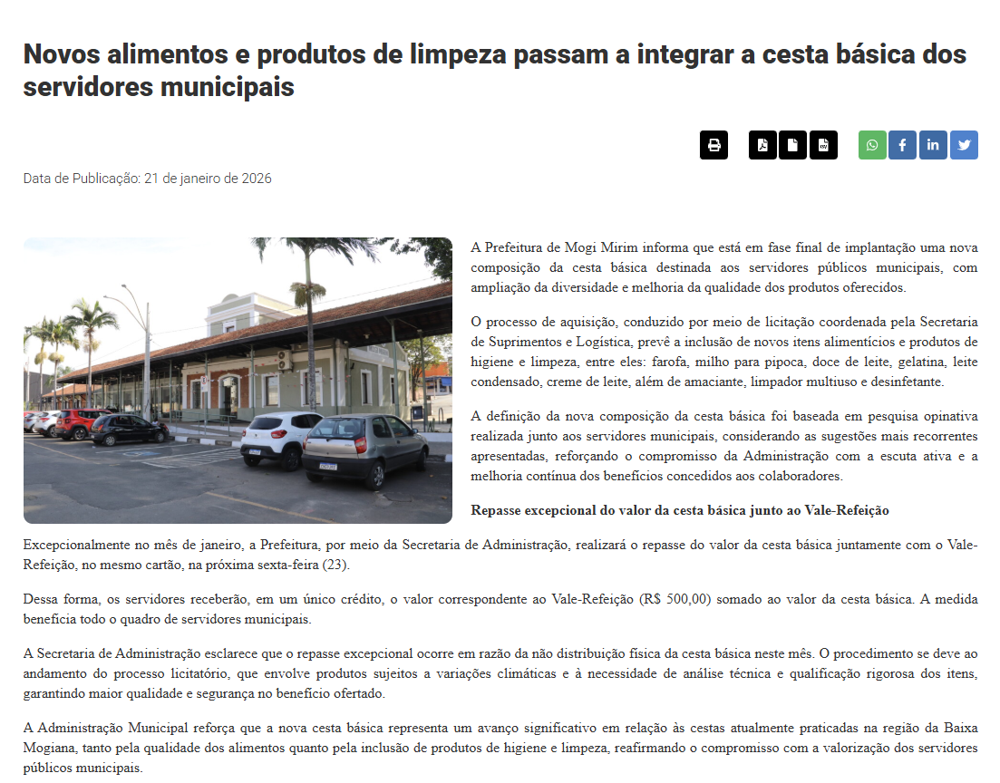 Novos alimentos e produtos de limpeza passam a integrar a cesta básica dos
servidores municipais
Data de Publicação: 21 de janeiro de 2026
A Prefeitura de Mogi Mirim informa que está em fase final de implantação uma nova
composição da cesta básica destinada aos servidores públicos municipais, com
ampliação da diversidade e melhoria da qualidade dos produtos oferecidos.
O processo de aquisição, conduzido por meio de licitação coordenada pela Secretaria
de Suprimentos e Logística, prevê a inclusão de novos itens alimentícios e produtos de
higiene e limpeza, entre eles: farofa, milho para pipoca, doce de leite, gelatina, leite
condensado, creme de leite, além de amaciante, limpador multiuso e desinfetante.
A definição da nova composição da cesta básica foi baseada em pesquisa opinativa
realizada junto aos servidores municipais, considerando as sugestões mais recorrentes
apresentadas, reforçando o compromisso da Administração com a escuta ativa e a
melhoria contínua dos benefícios concedidos aos colaboradores.
Repasse excepcional do valor da cesta básica junto ao Vale-Refeição
Excepcionalmente no mês de janeiro, a Prefeitura, por meio da Secretaria de Administração, realizará o repasse do valor da cesta básica juntamente com o Vale-
Refeição, no mesmo cartão, na próxima sexta-feira (23).
Dessa forma, os servidores receberão, em um único crédito, o valor correspondente ao Vale-Refeição (R$ 500,00) somado ao valor da cesta básica. A medida
beneficia todo o quadro de servidores municipais.
A Secretaria de Administração esclarece que o repasse excepcional ocorre em razão da não distribuição física da cesta básica neste mês. O procedimento se deve ao
andamento do processo licitatório, que envolve produtos sujeitos a variações climáticas e à necessidade de análise técnica e qualificação rigorosa dos itens,
garantindo maior qualidade e segurança no benefício ofertado.
A Administração Municipal reforça que a nova cesta básica representa um avanço significativo em relação às cestas atualmente praticadas na região da Baixa
Mogiana, tanto pela qualidade dos alimentos quanto pela inclusão de produtos de higiene e limpeza, reafirmando o compromisso com a valorização dos servidores
públicos municipais.